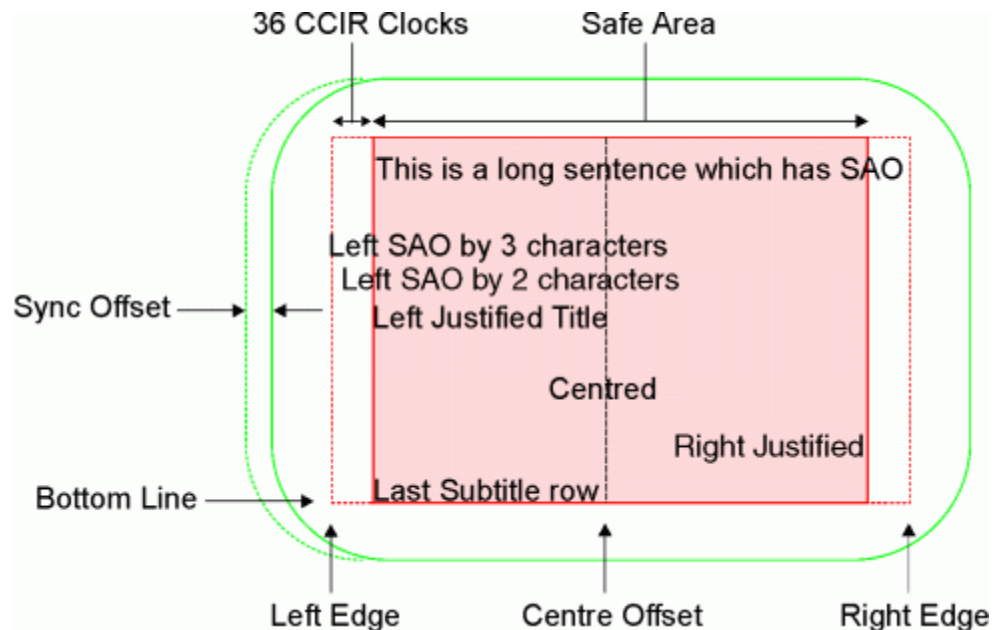 36 CCIR Clocks
Safe Area
This is a long sentence which has SAO
Left SAO by 3 characters
Left SAO by 2 characters
Sync Offset
Left Justified Title
Centred
Right Justified
Last Subtitle row
Bottom Line
Left Edge
Centre Offset
Right Edge